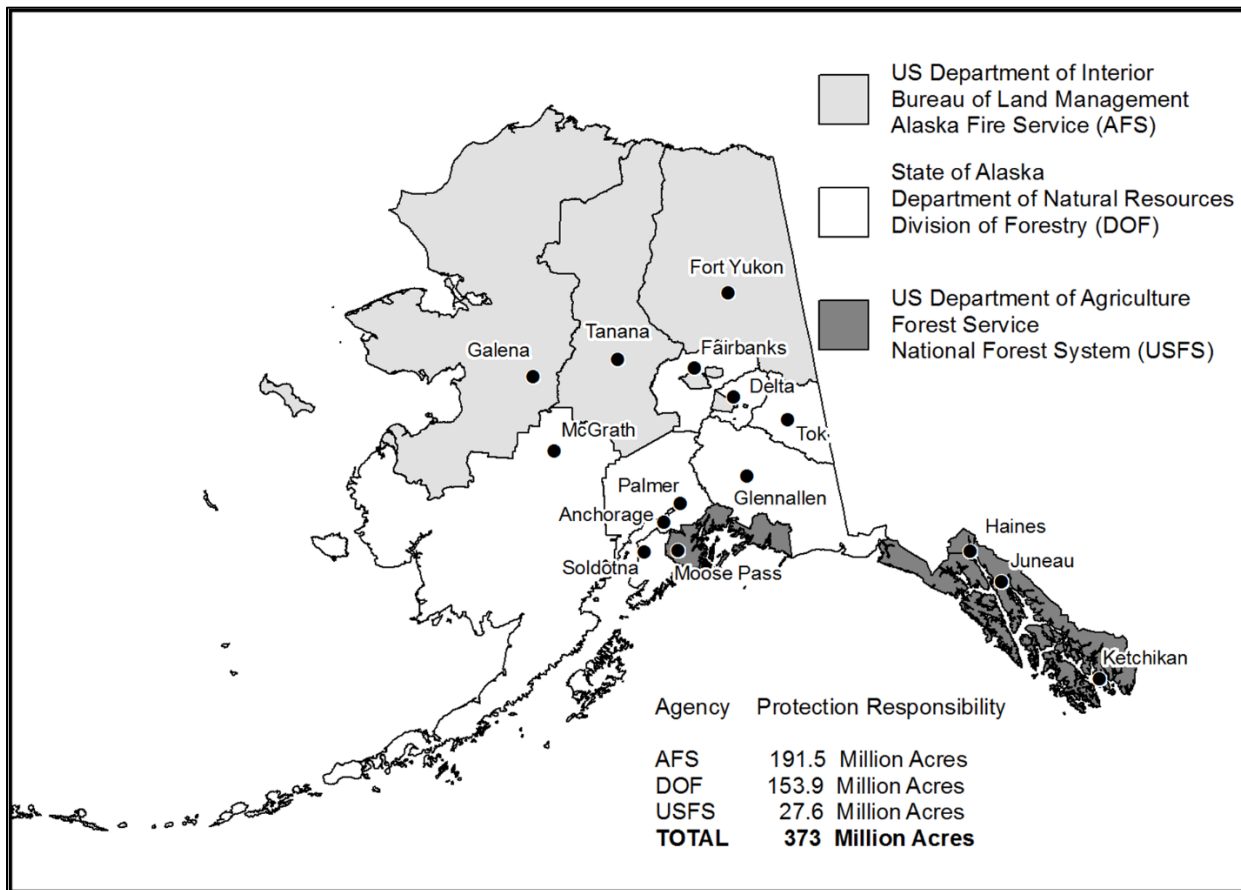 US Department of Interior
Bureau of Land Management
Alaska Fire Service (AFS)
State of Alaska
Department of Natural Resources
Division of Forestry (DOF)
US Department of Agriculture
Forest Service
National Forest System (USFS)
Fort Yukon
Tanana
Galena
Fairbanks
Delta
Tok
McGrath
Palmer
Glennallen
Anchorage
Soldotna
Moose Pass
Haines
Juneau
Ketchikan
Agency Protection Responsibility
AFS 191.5 Million Acres
DOF 153.9 Million Acres
USFS 27.6 Million Acres
TOTAL 373 Million Acres